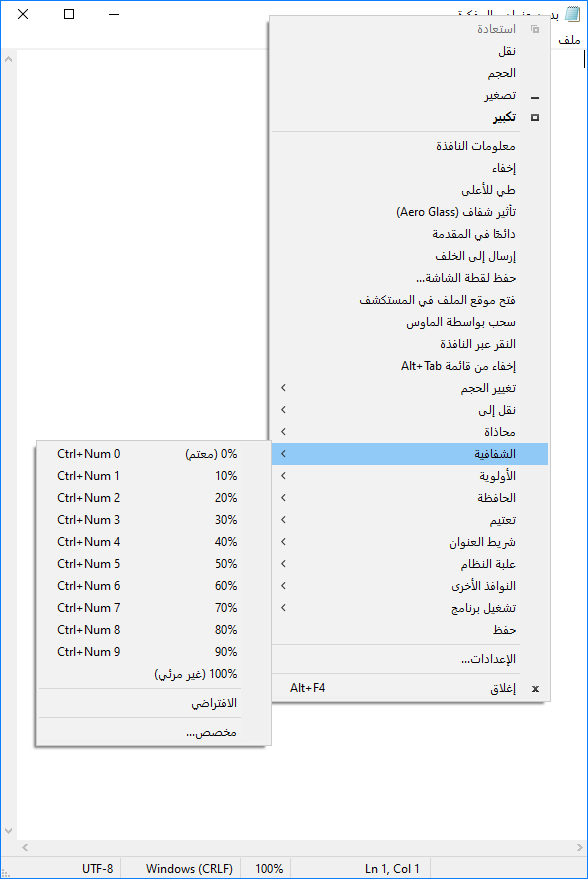 ملف
استعادة
نقل
الحجم
تصغير
تكبير
معلومات النافذة
إخفاء
طي للأعلى
تأثير شفاف (Aero Glass)
دائمًا في المقدمة
إرسال إلى الخلف
حفظ لقطة الشاشة...
فتح موقع الملف في المستكشف
سحب بواسطة الماوس
النقر عبر النافذة
إخفاء من قائمة Alt+Tab
تغيير الحجم
نقل إلى
محاذاة
الشفافية
الأولوية
الحافظة
تعتيم
شريط العنوان
علبة النظام
النوافذ الأخرى
تشغيل برنامج
حفظ
الإعدادات...
إغلاق Alt+F4
0% (معتم) Ctrl+Num 0
10% Ctrl+Num 1
20% Ctrl+Num 2
30% Ctrl+Num 3
40% Ctrl+Num 4
50% Ctrl+Num 5
60% Ctrl+Num 6
70% Ctrl+Num 7
80% Ctrl+Num 8
90% Ctrl+Num 9
100% (غير مرئي)
الافتراضي
مخصص...
Ln 1, Col 1 100% Windows (CRLF) UTF-8